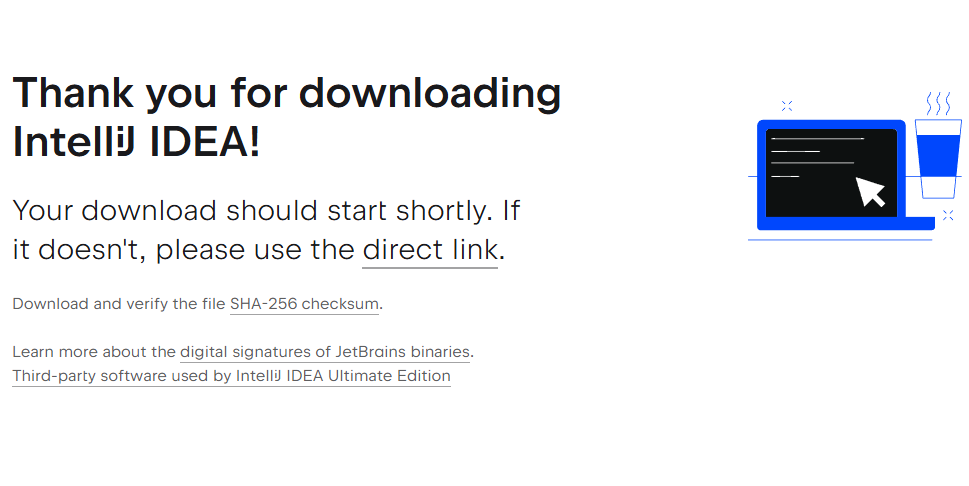 Thank you for downloading
IntelliJ IDEA!
Your download should start shortly. If
it doesn't, please use the direct link.
Download and verify the file SHA-256 checksum.
Learn more about the digital signatures of JetBrains binaries.
Third-party software used by IntelliJ IDEA Ultimate Edition